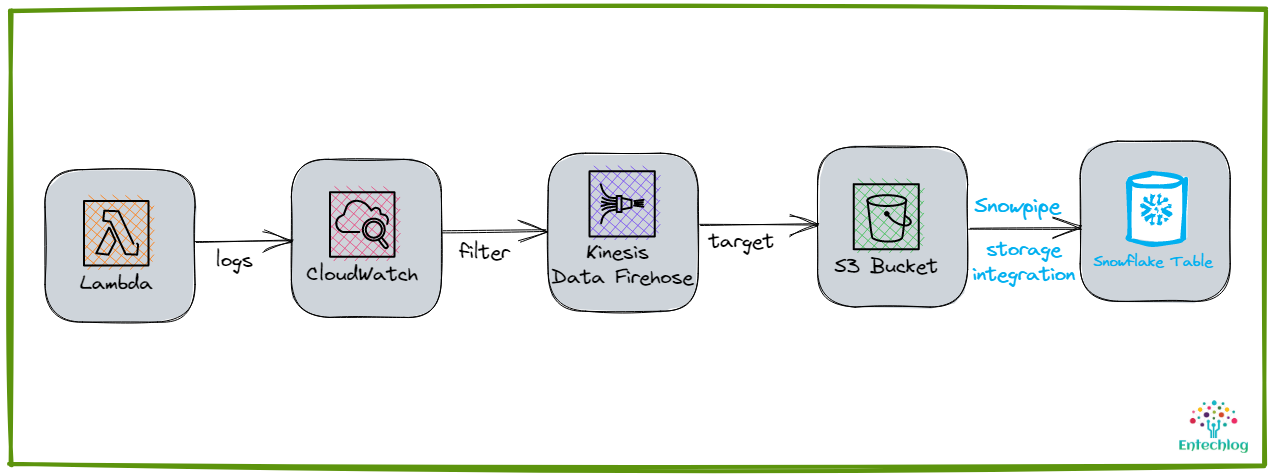 Lambda
logs
CloudWatch
filter
Kinesis
Data Firehose
target
S3 Bucket
Snowpipe
storage
integration
Snowflake Table
Entechlog